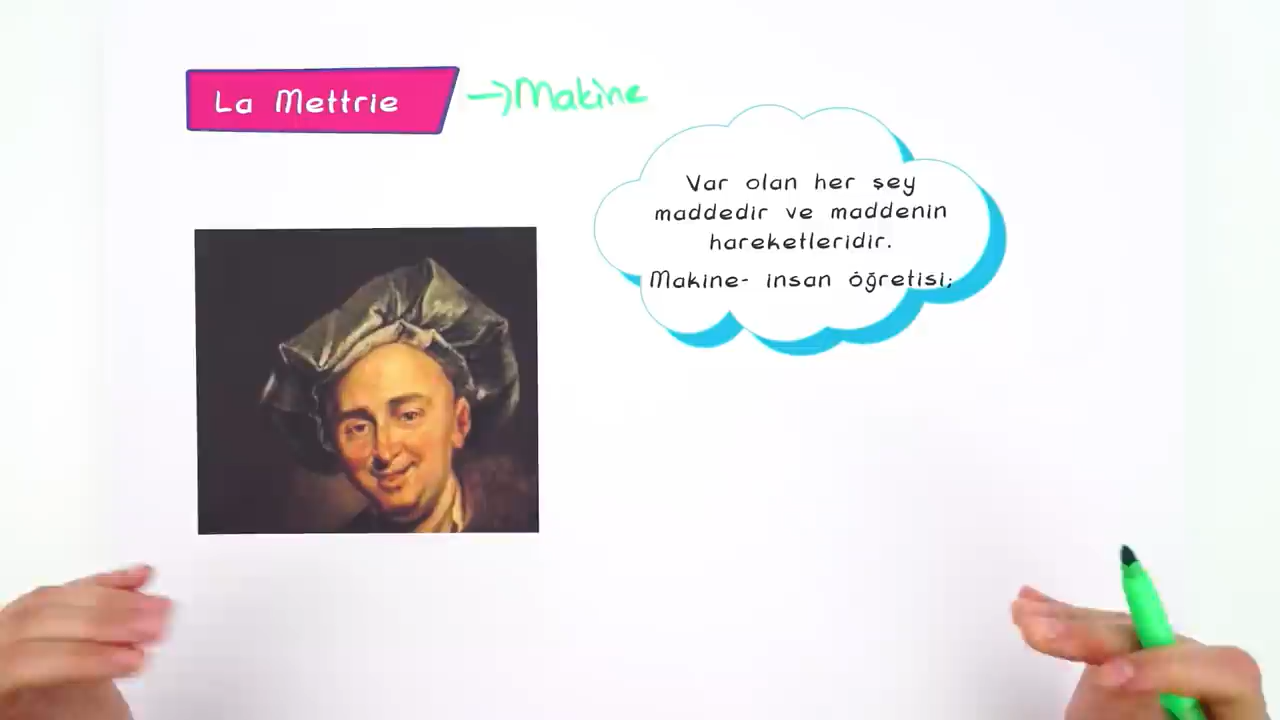 La Mettrie
→Makine
Var olan her şey
maddedir ve maddenin
hareketleridir.
Makine- insan öğretisi;